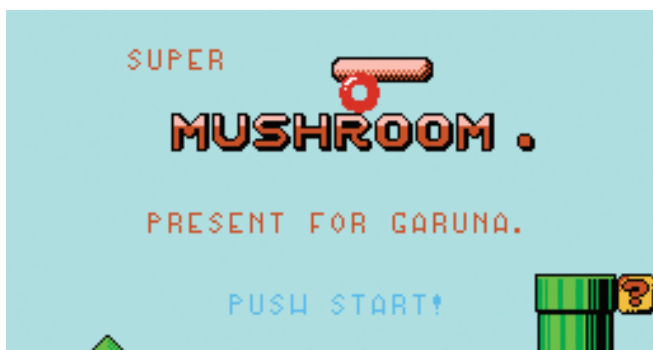 SUPER
MUSHROOM.
PRESENT FOR GARUNA.
PUSH START!
?